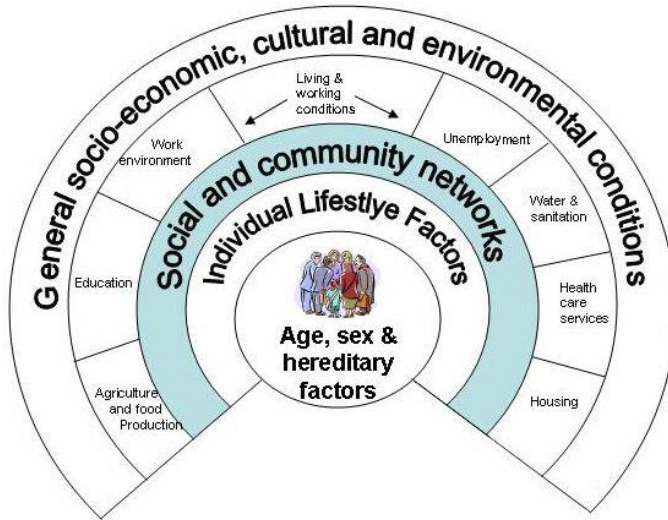 General socio-economic, cultural and environmental conditions
Living &
working
conditions
Work
environment
Unemployment
Education
Water &
sanitation
Agriculture
and food
Production
Health
care
services
Housing
Social and community networks
Individual Lifestlye Factors
Age, sex &
hereditary
factors